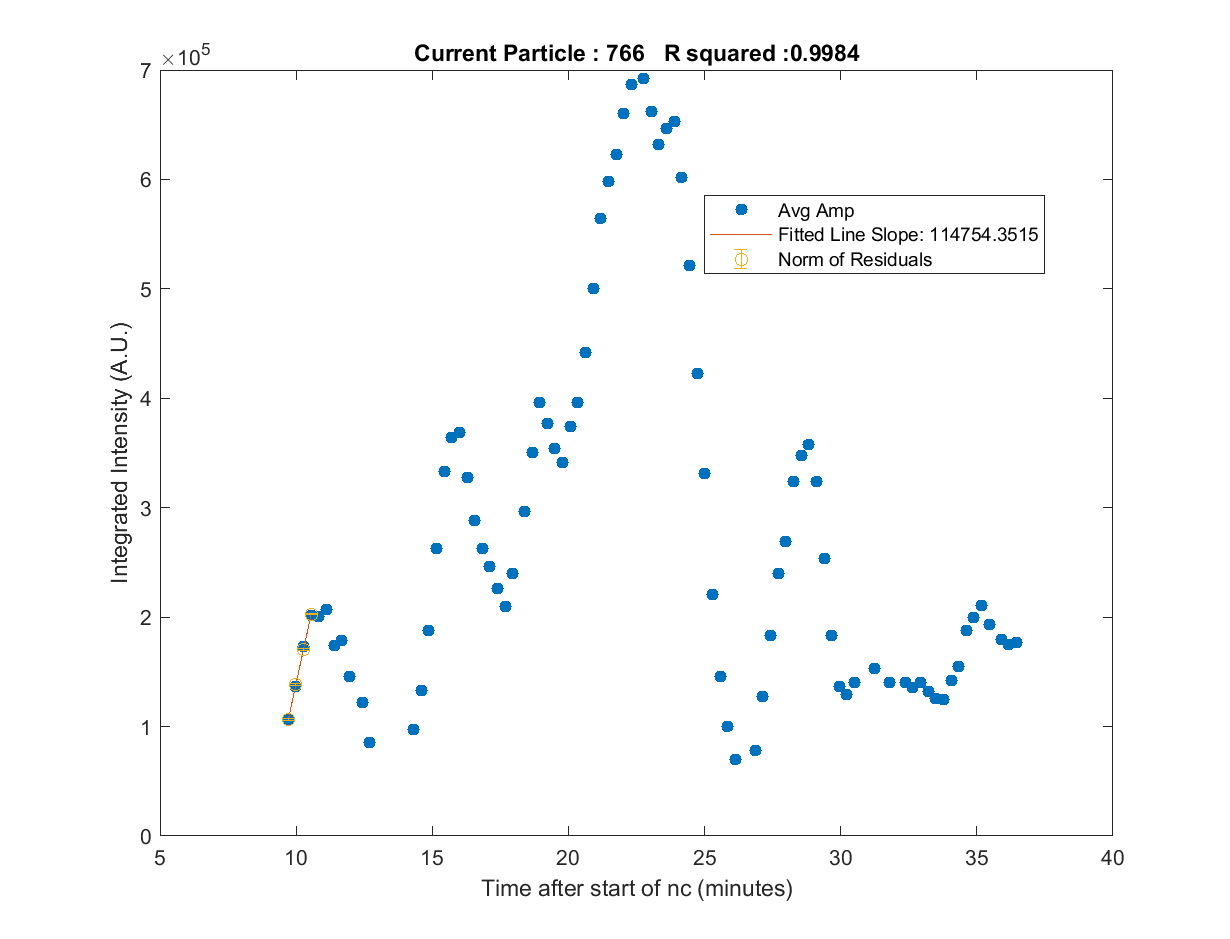 Current Particle : 766 R squared :0.9984
×10^5
7
6
5
4
3
2
1
0
Integrated Intensity (A.U.)
Avg Amp
Fitted Line Slope: 114754.3515
Norm of Residuals
5 10 15 20 25 30 35 40
Time after start of nc (minutes)